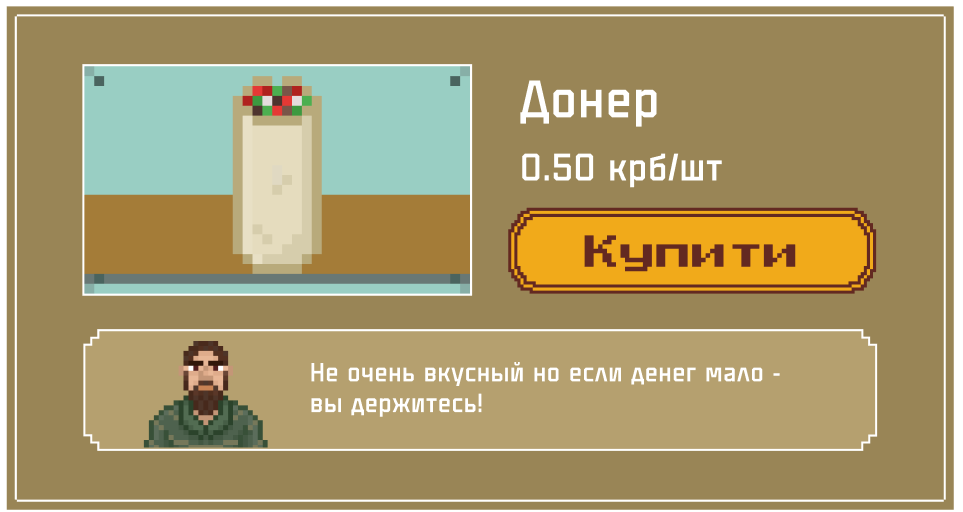 Донер
0.50 крб/шт
Купити
Не очень вкусный но если денег мало -
вы держитесь!